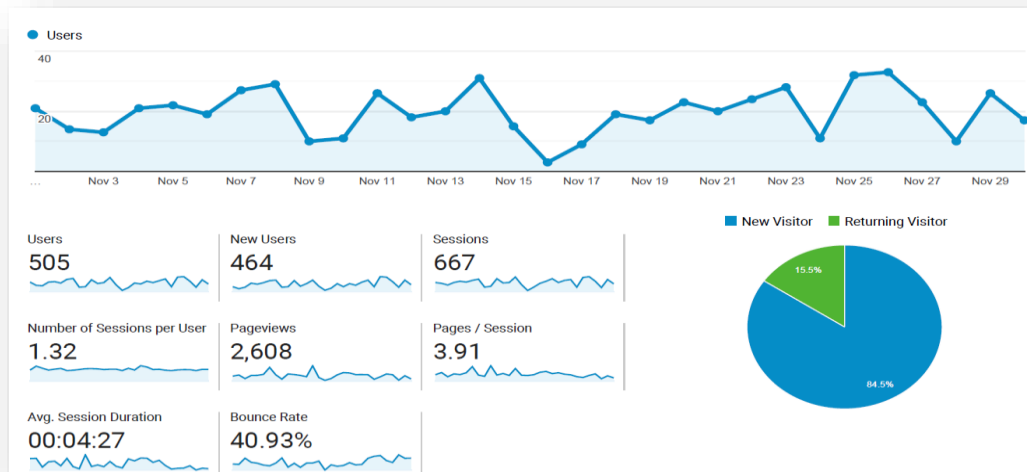 Users
40
20
... Nov 3 Nov 5 Nov 7 Nov 9 Nov 11 Nov 13 Nov 15 Nov 17 Nov 19 Nov 21 Nov 23 Nov 25 Nov 27 Nov 29
New Visitor Returning Visitor
Users New Users Sessions
505 464 667
15.5%
Number of Sessions per User Pageviews Pages / Session
1.32 2,608 3.91
84.5%
Avg. Session Duration Bounce Rate
00:04:27 40.93%